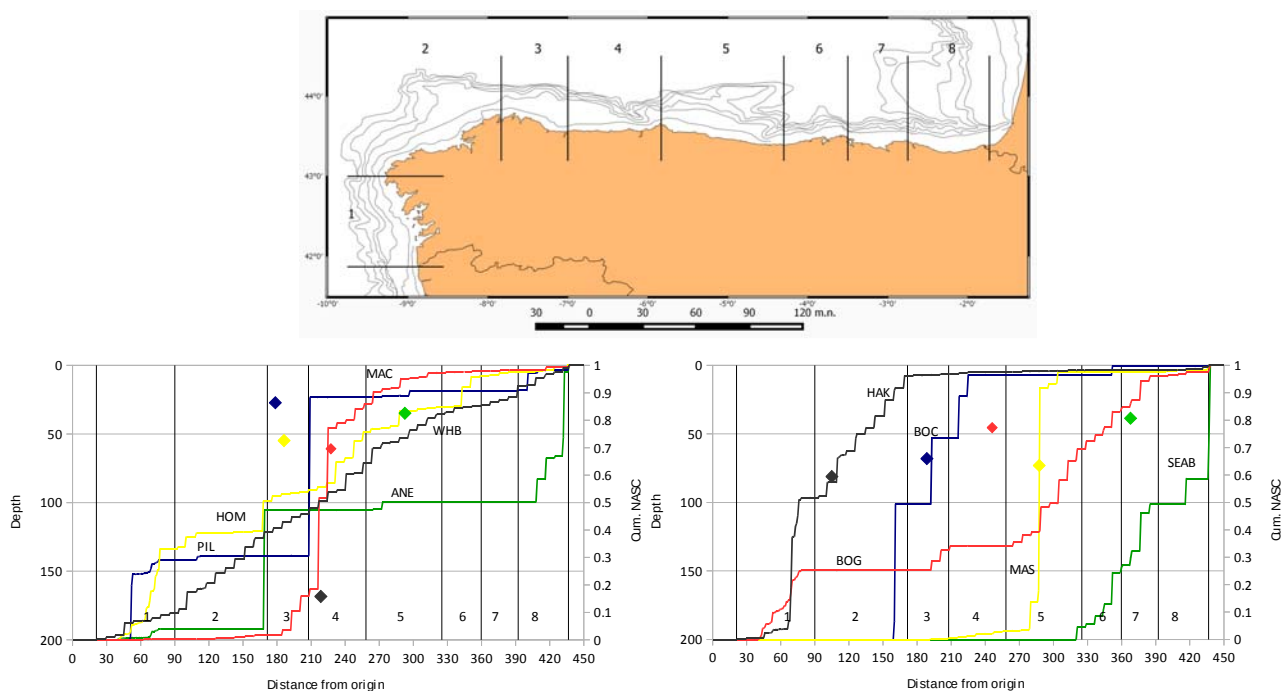 2 3 4 5 6 7 8
44°0'
43°0'
1
42°0'
-10°0' -9°0' -8°0' -7°0' -6°0' -5°0' -4°0' -3°0' -2°0'
30 0 30 60 90 120 m.n.
0 1
MAC
0.9
0.8
50
WHB
0.7
0.6
Depth
100
ANE
0.5
Cum. NASC
HOM
0.4
PIL
0.3
150
0.2
1 2 3 4 5 6 7 8
0.1
200 0
0 30 60 90 120 150 180 210 240 270 300 330 360 390 420 450
Distance from origin
0 1
HAK
0.9
BOC
0.8
50
0.7
SEAB
0.6
Depth
100
0.5
Cum. NASC
0.4
BOG
0.3
MAS
150
0.2
1 2 3 4 5 6 7 8
0.1
200 0
0 30 60 90 120 150 180 210 240 270 300 330 360 390 420 450
Distance from origin